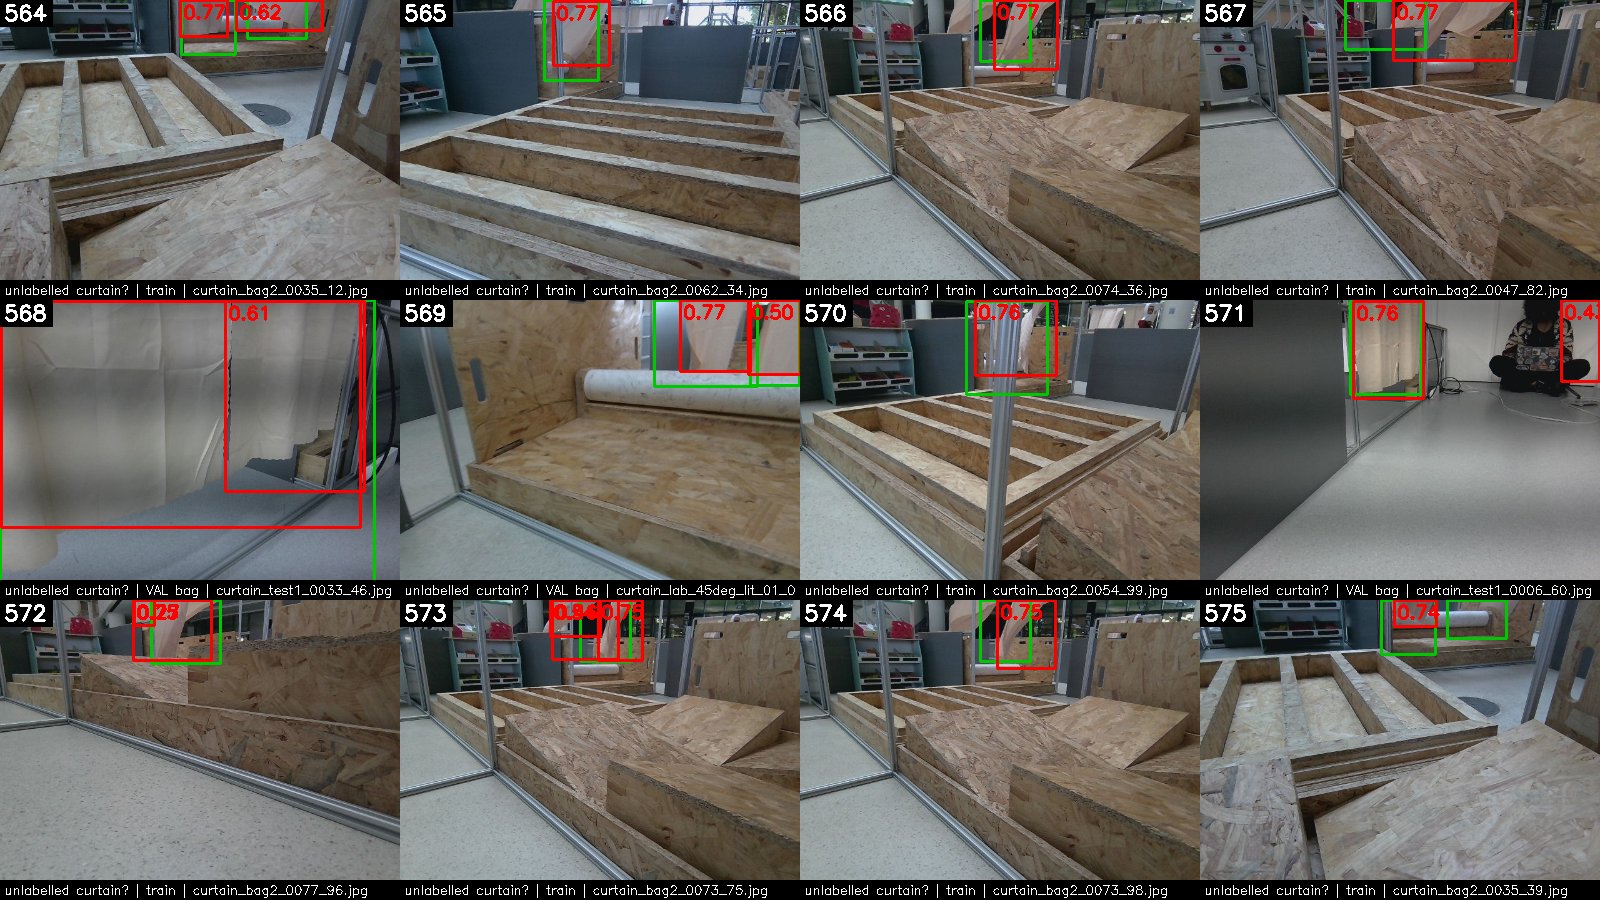 564
0.77
0.62
unlabelled curtain? | train | curtain_bag2_0035_12.jpg
565
0.77
unlabelled curtain? | train | curtain_bag2_0062_34.jpg
566
0.77
unlabelled curtain? | train | curtain_bag2_0074_36.jpg
567
0.77
unlabelled curtain? | train | curtain_bag2_0047_82.jpg
568
0.61
unlabelled curtain? | VAL bag | curtain_test1_0033_46.jpg
569
0.77
0.50
unlabelled curtain? | VAL bag | curtain_lab_45deg_lit_01_0
570
0.76
unlabelled curtain? | train | curtain_bag2_0054_99.jpg
571
0.76
unlabelled curtain? | VAL bag | curtain_test1_0006_60.jpg
572
unlabelled curtain? | train | curtain_bag2_0077_96.jpg
573
0.75
unlabelled curtain? | train | curtain_bag2_0073_75.jpg
574
0.75
unlabelled curtain? | train | curtain_bag2_0073_98.jpg
575
0.74
unlabelled curtain? | train | curtain_bag2_0035_39.jpg